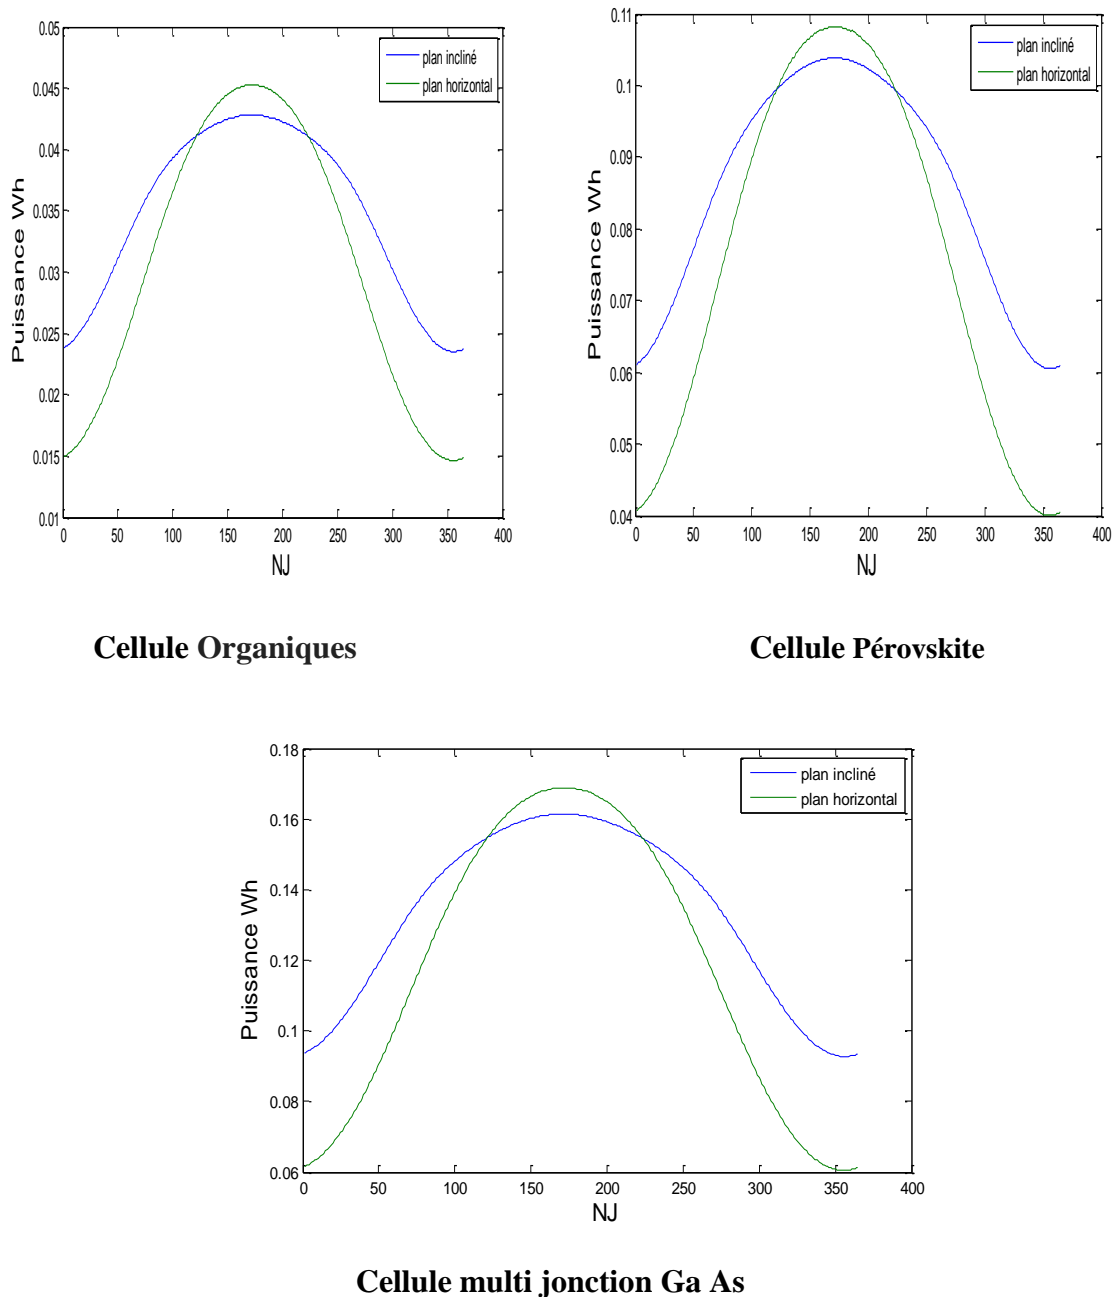 0.05
0.045
0.04
0.035
0.03
0.025
0.02
0.015
0.01
0 50 100 150 200 250 300 350 400
Puissance Wh
NJ
plan incliné
plan horizontal
0.11
0.1
0.09
0.08
0.07
0.06
0.05
0.04
0 50 100 150 200 250 300 350 400
Puissance Wh
NJ
plan incliné
plan horizontal
Cellule Organiques
Cellule Pérovskite
0.18
0.16
0.14
0.12
0.1
0.08
0.06
0 50 100 150 200 250 300 350 400
Puissance Wh
NJ
plan incliné
plan horizontal
Cellule multi jonction Ga As